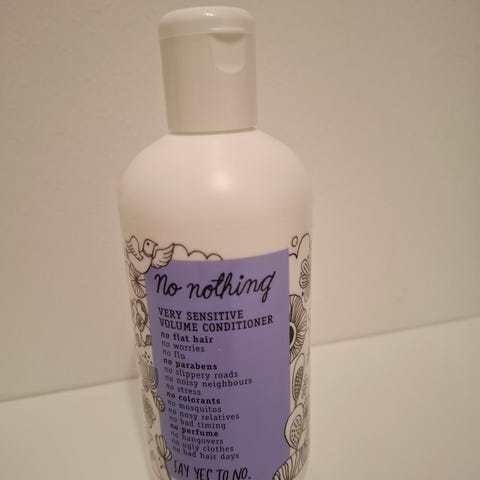 no nothing
VERY SENSITIVE
VOLUME CONDITIONER
no flat hair
no worries
no flu
no parabens
no slippery roads
no noisy neighbours
no stress
no colorants
no mosquitos
no nosy relatives
no bad timing
no perfume
no hangovers
no ugly clothes
no bad hair days
SAY YES TO NO.